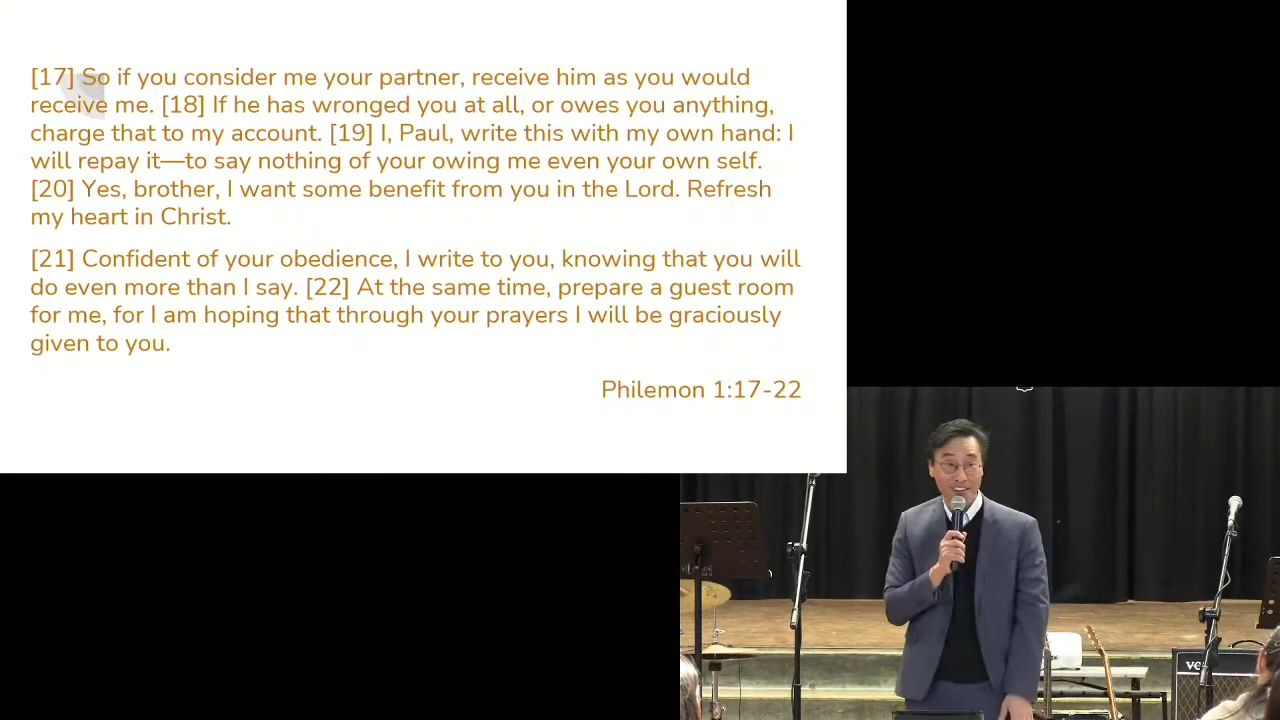 [17] So if you consider me your partner, receive him as you would
receive me. [18] If he has wronged you at all, or owes you anything,
charge that to my account. [19] I, Paul, write this with my own hand: I
will repay it—to say nothing of your owing me even your own self.
[20] Yes, brother, I want some benefit from you in the Lord. Refresh
my heart in Christ.
[21] Confident of your obedience, I write to you, knowing that you will
do even more than I say. [22] At the same time, prepare a guest room
for me, for I am hoping that through your prayers I will be graciously
given to you.
Philemon 1:17-22